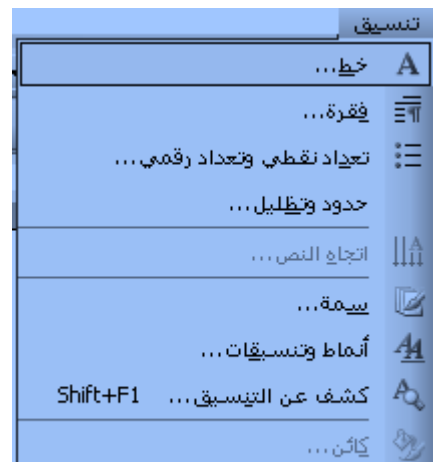 تنسيق
خط...
فقرة...
تعداد نقطي وتعداد رقمي...
حدود وتظليل...
اتجاه النص...
سمة...
أنماط وتنسيقات...
كشف عن التنسيق... Shift+F1
كائن...